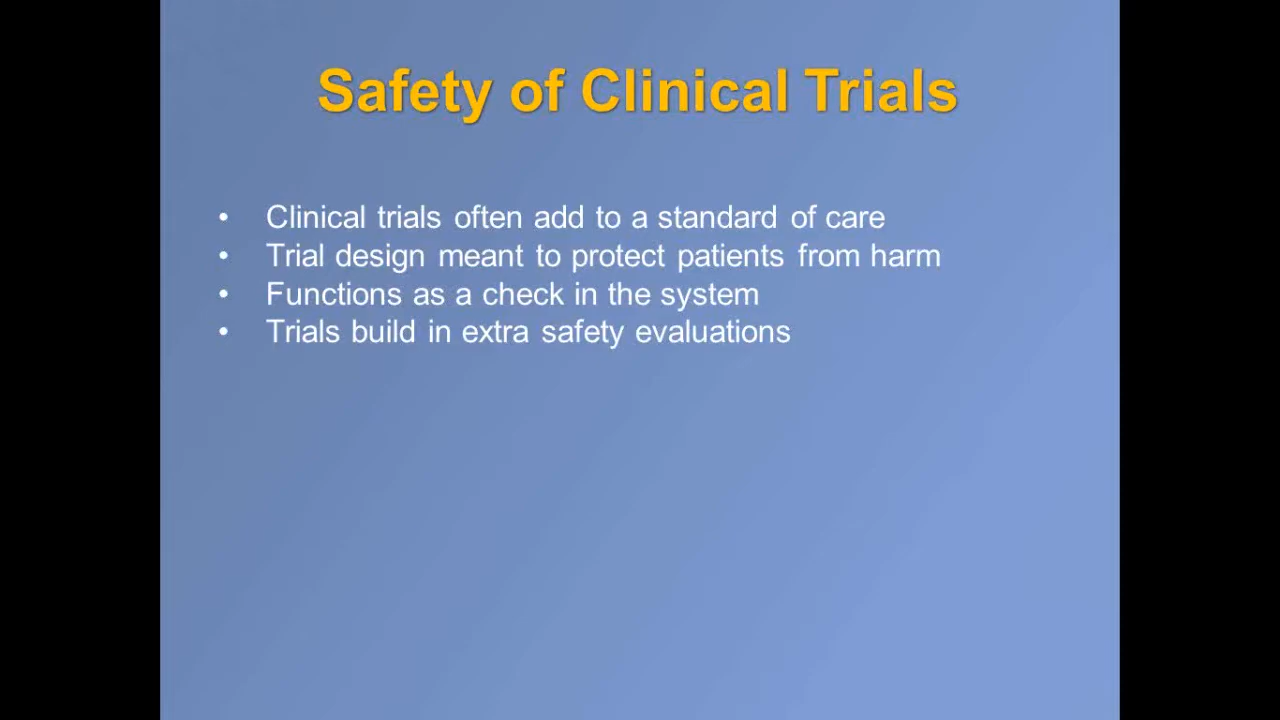 Safety of Clinical Trials
• Clinical trials often add to a standard of care
• Trial design meant to protect patients from harm
• Functions as a check in the system
• Trials build in extra safety evaluations